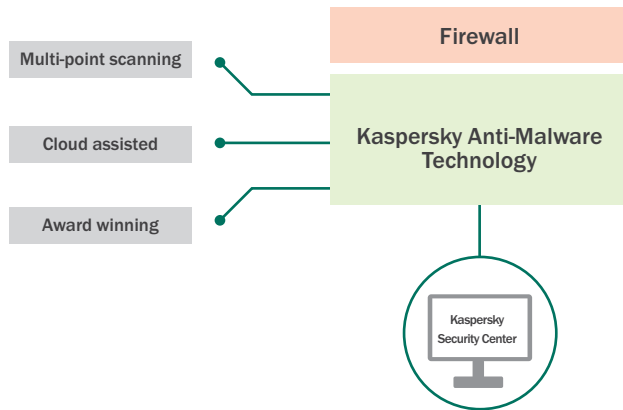 Firewall
Multi-point scanning
Cloud assisted
Kaspersky Anti-Malware
Technology
Award winning
Kaspersky
Security Center